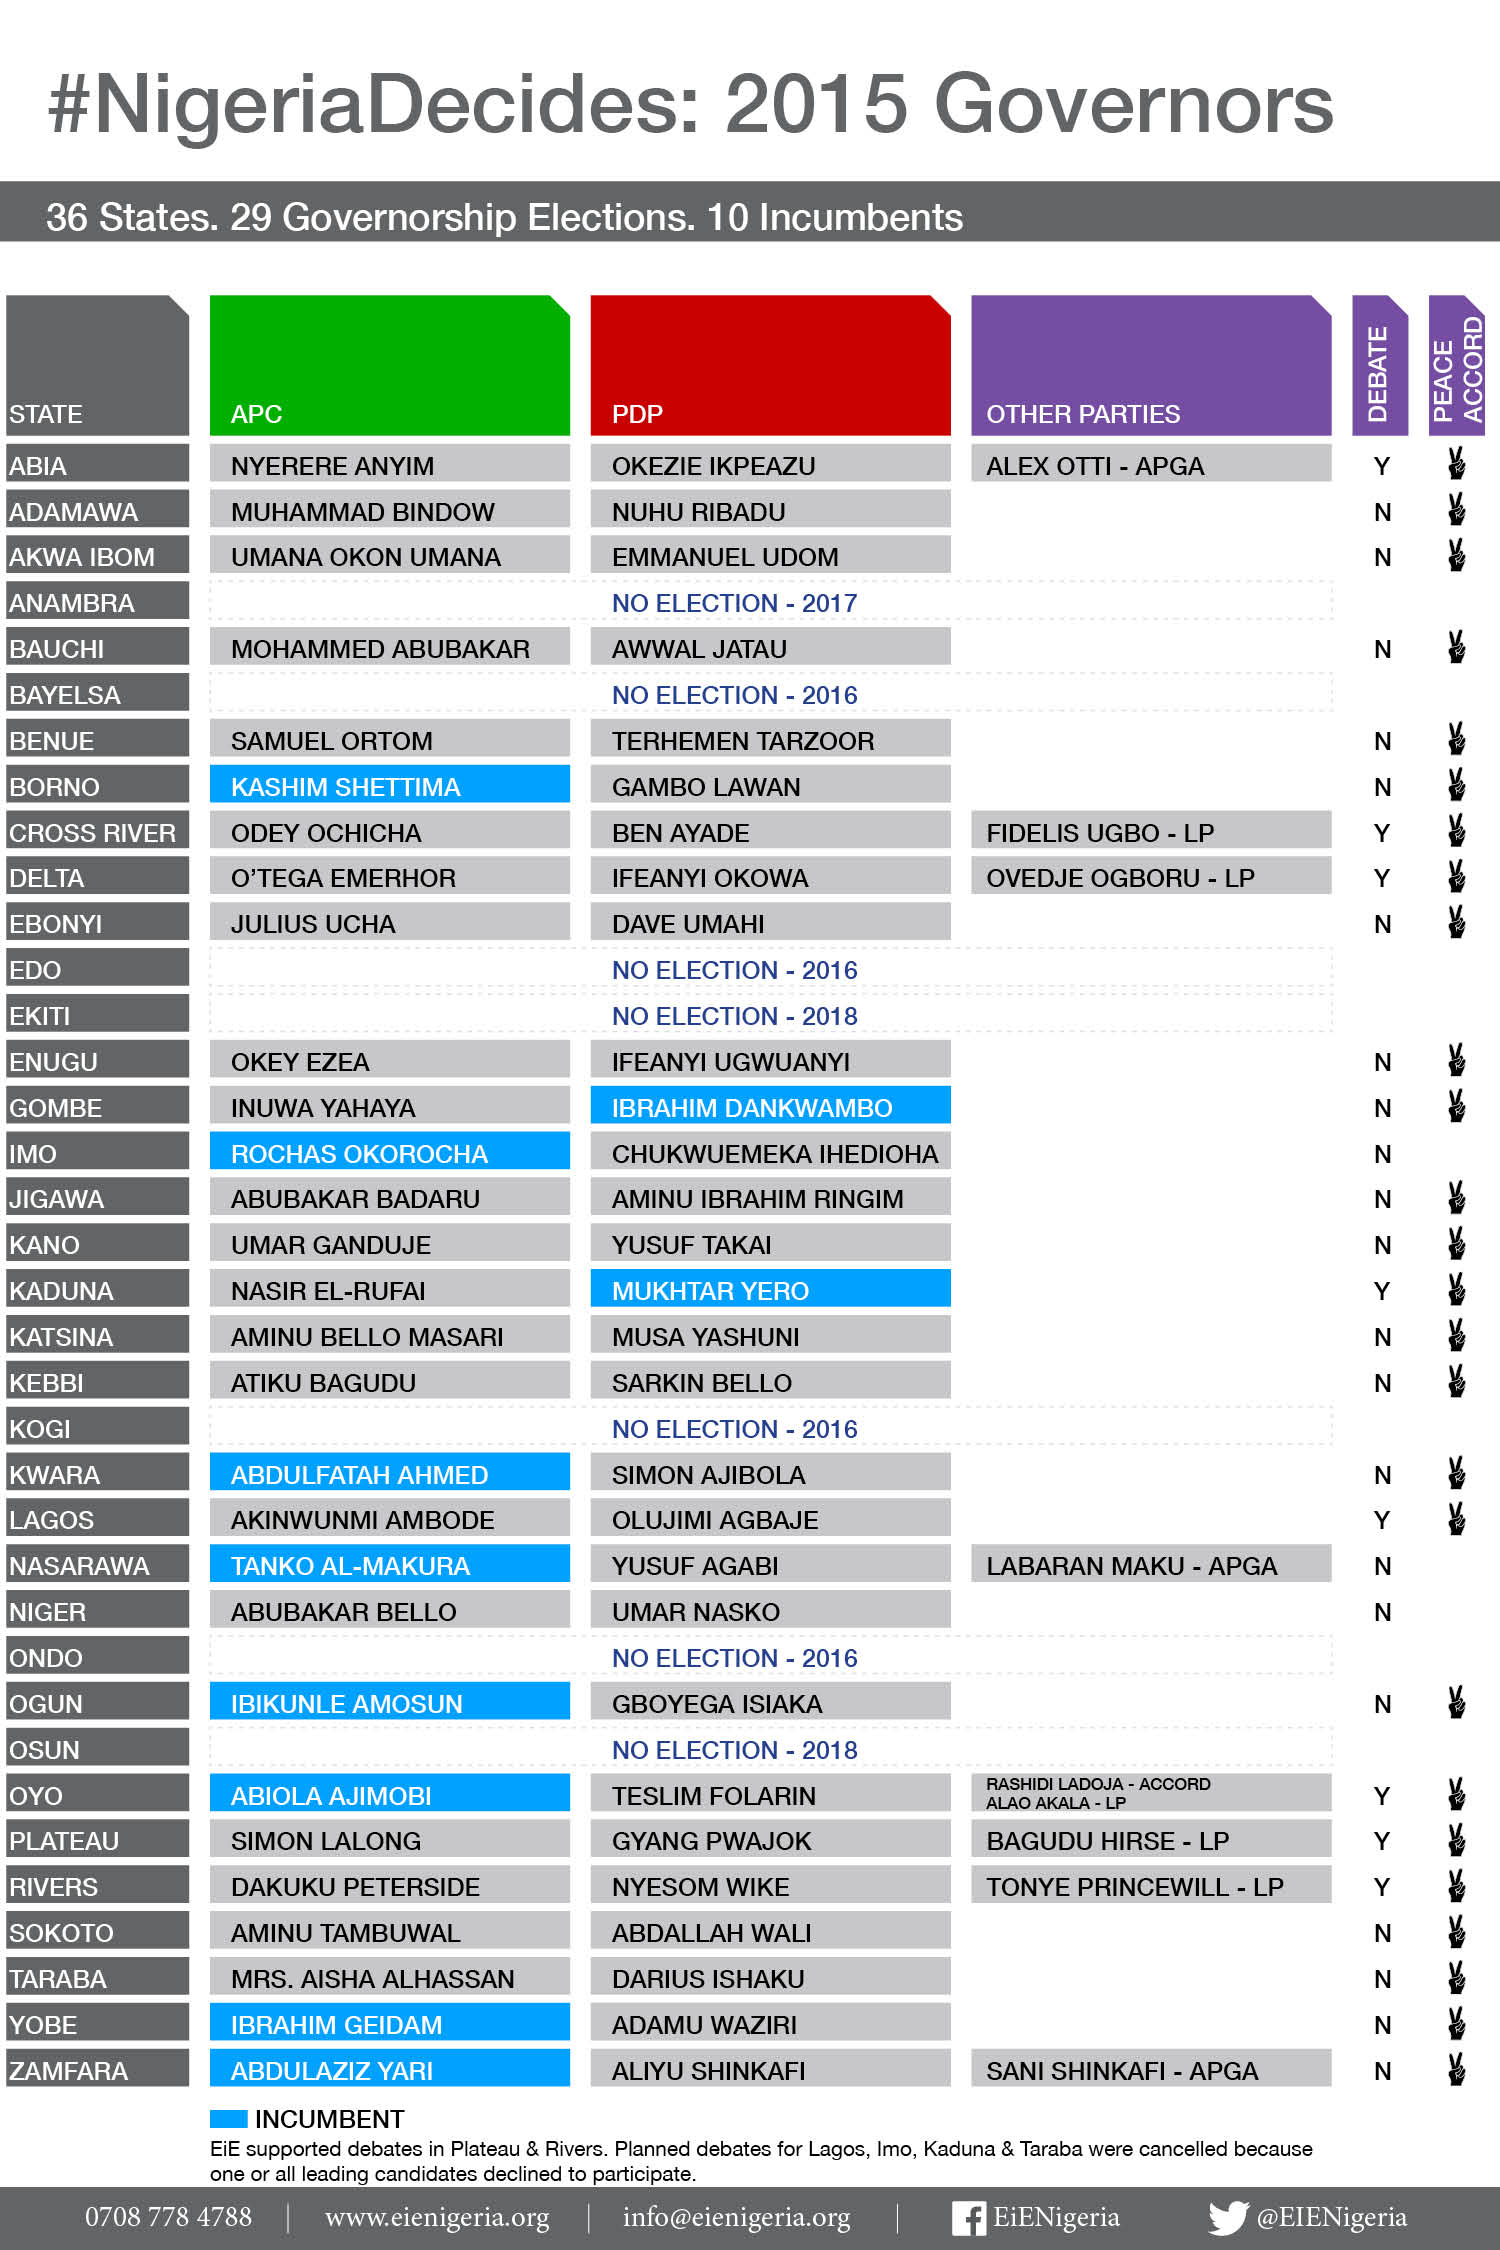 #NigeriaDecides: 2015 Governors
36 States. 29 Governorship Elections. 10 Incumbents
STATE APC PDP OTHER PARTIES DEBATE PEACE ACCORD
ABIA NYERERE ANYIM OKEZIE IKPEAZU ALEX OTTI - APGA Y
ADAMAWA MUHAMMAD BINDOW NUHU RIBADU N
AKWA IBOM UMANA OKON UMANA EMMANUEL UDOM N
ANAMBRA NO ELECTION - 2017
BAUCHI MOHAMMED ABUBAKAR AWWAL JATAU N
BAYELSA NO ELECTION - 2016
BENUE SAMUEL ORTOM TERHEMEN TARZOOR N
BORNO KASHIM SHETTIMA GAMBO LAWAN N
CROSS RIVER ODEY OCHICHA BEN AYADE FIDELIS UGBO - LP Y
DELTA O’TEGA EMERHOR IFEANYI OKOWA OVEDJE OGBORU - LP Y
EBONYI JULIUS UCHA DAVE UMAHI N
EDO NO ELECTION - 2016
EKITI NO ELECTION - 2018
ENUGU OKEY EZEA IFEANYI UGWUANYI N
GOMBE INUWA YAHAYA IBRAHIM DANKWAMBO N
IMO ROCHAS OKOROCHA CHUKWUEMEKA IHEDIOHA N
JIGAWA ABUBAKAR BADARU AMINU IBRAHIM RINGIM N
KANO UMAR GANDUJE YUSUF TAKAI N
KADUNA NASIR EL-RUFAI MUKHTAR YERO Y
KATSINA AMINU BELLO MASARI MUSA YASHUNI N
KEBBI ATIKU BAGUDU SARKIN BELLO N
KOGI NO ELECTION - 2016
KWARA ABDULFATAH AHMED SIMON AJIBOLA N
LAGOS AKINWUNMI AMBODE OLUJIMI AGBAJE Y
NASARAWA TANKO AL-MAKURA YUSUF AGABI LABARAN MAKU - APGA N
NIGER ABUBAKAR BELLO UMAR NASKO N
ONDO NO ELECTION - 2016
OGUN IBIKUNLE AMOSUN GBOYEGA ISIAKA N
OSUN NO ELECTION - 2018
OYO ABIOLA AJIMOBI TESLIM FOLARIN RASHIDI LADOJA - ACCORD ALAO AKALA - LP Y
PLATEAU SIMON LALONG GYANG PWAJOK BAGUDU HIRSE - LP Y
RIVERS DAKUKU PETERSIDE NYESOM WIKE TONYE PRINCEWILL - LP Y
SOKOTO AMINU TAMBUWAL ABDALLAH WALI N
TARABA MRS. AISHA ALHASSAN DARIUS ISHAKU N
YOBE IBRAHIM GEIDAM ADAMU WAZIRI N
ZAMFARA ABDULAZIZ YARI ALIYU SHINKAFI SANI SHINKAFI - APGA N
INCUMBENT
EiE supported debates in Plateau & Rivers. Planned debates for Lagos, Imo, Kaduna & Taraba were cancelled because
one or all leading candidates declined to participate.
0708 778 4788 www.eienigeria.org info@eienigeria.org EiENigeria @EIENigeria